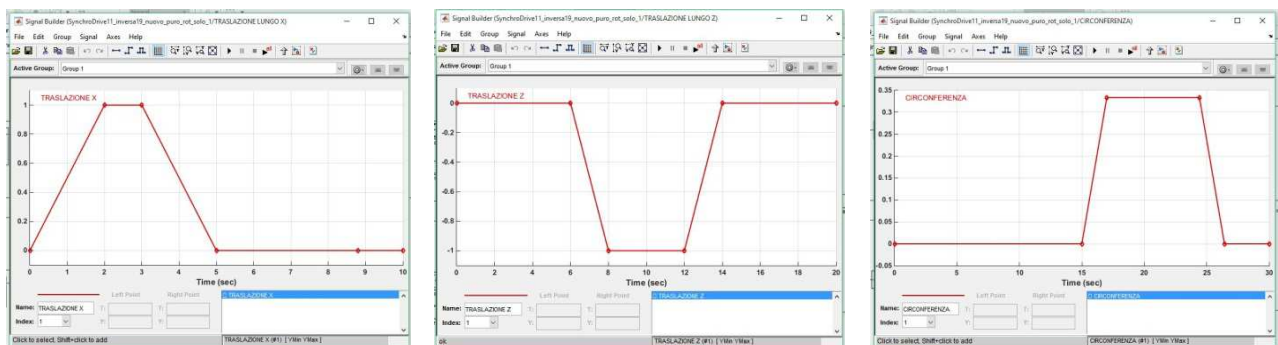 Signal Builder (SynchroDrive11_inversa19_nuovo_puro_rot_solo_1/TRASLAZIONE LUNGO X)
File Edit Group Signal Axes Help
Active Group: Group 1
TRASLAZIONE X
1
0.8
0.6
0.4
0.2
0
0 1 2 3 4 5 6 7 8 9 10
Time (sec)
Left Point Right Point
Name: TRASLAZIONE X T: T:
Index: 1 Y: Y:
TRASLAZIONE X
Click to select, Shift+click to add TRASLAZIONE X (#1) [ YMin YMax ]
Signal Builder (SynchroDrive11_inversa19_nuovo_puro_rot_solo_1/TRASLAZIONE LUNGO Z)
File Edit Group Signal Axes Help
Active Group: Group 1
TRASLAZIONE Z
0
-0.2
-0.4
-0.6
-0.8
-1
0 2 4 6 8 10 12 14 16 18 20
Time (sec)
Left Point Right Point
Name: TRASLAZIONE Z T: T:
Index: 1 Y: Y:
TRASLAZIONE Z
ok TRASLAZIONE Z (#1) [ YMin YMax ]
Signal Builder (SynchroDrive11_inversa19_nuovo_puro_rot_solo_1/CIRCONFERENZA)
File Edit Group Signal Axes Help
Active Group: Group 1
CIRCONFERENZA
0.35
0.3
0.25
0.2
0.15
0.1
0.05
0
-0.05
0 5 10 15 20 25 30
Time (sec)
Left Point Right Point
Name: CIRCONFERENZA T: T:
Index: 1 Y: Y:
CIRCONFERENZA
Click to select, Shift+click to add CIRCONFERENZA (#1) [ YMin YMax ]